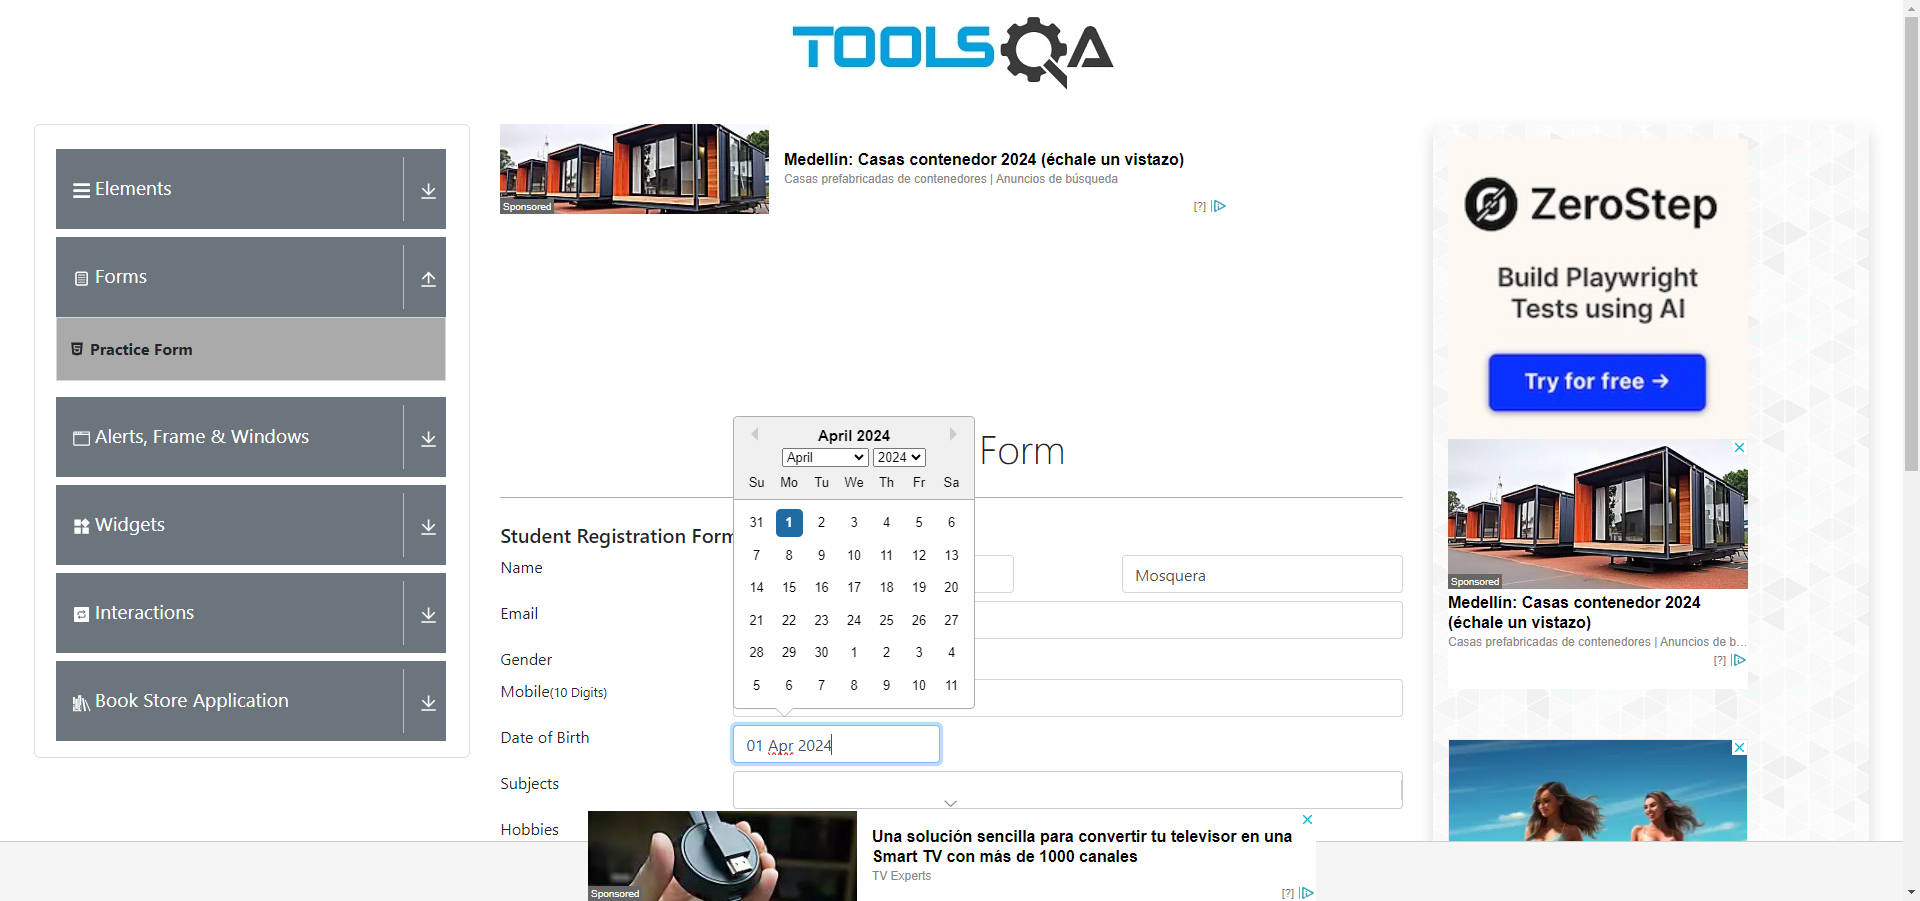 TOOLSQA
Elements
Forms
Practice Form
Alerts, Frame & Windows
Widgets
Interactions
Book Store Application
Sponsored
Medellín: Casas contenedor 2024 (échale un vistazo)
Casas prefabricadas de contenedores | Anuncios de búsqueda
[?]
Form
April 2024
April 2024
Su Mo Tu We Th Fr Sa
31 1 2 3 4 5 6
7 8 9 10 11 12 13
14 15 16 17 18 19 20
21 22 23 24 25 26 27
28 29 30 1 2 3 4
5 6 7 8 9 10 11
Student Registration Form
Name
Mosquera
Email
Gender
Mobile(10 Digits)
Date of Birth
01 Apr 2024
Subjects
Hobbies
Sponsored
Una solución sencilla para convertir tu televisor en una
Smart TV con más de 1000 canales
TV Experts
[?]
ZeroStep
Build Playwright
Tests using AI
Try for free →
Sponsored
Medellín: Casas contenedor 2024
(échale un vistazo)
Casas prefabricadas de contenedores | Anuncios de b...
[?]